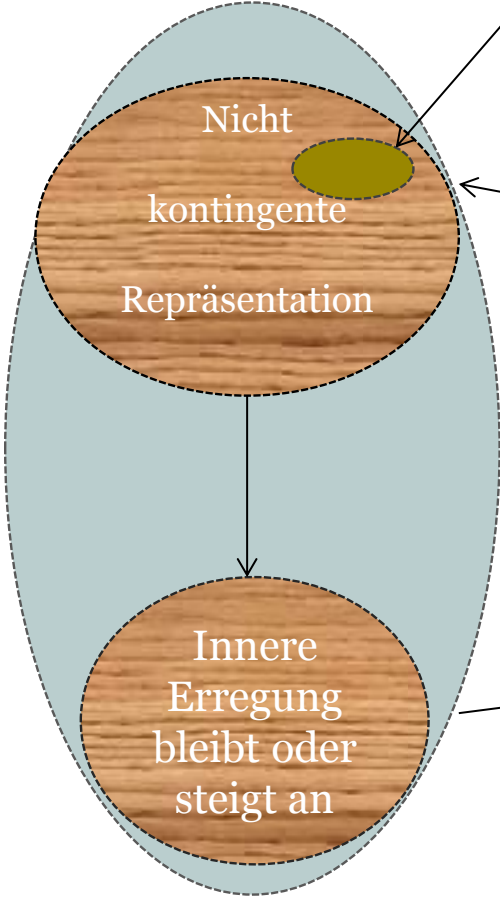 Nicht
kontingente
Repräsentation
Innere
Erregung
bleibt oder
steigt an